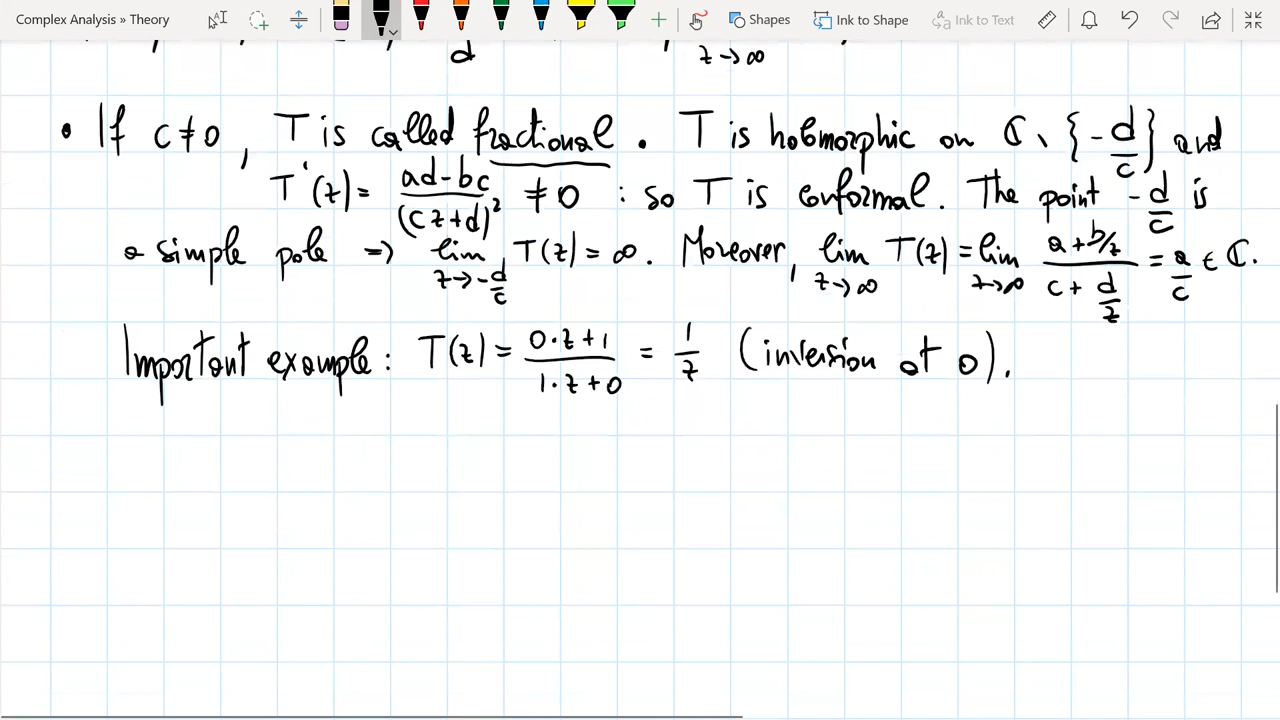 Complex Analysis » Theory
Shapes
Ink to Shape
Ink to Text
d
z→∞
• If c≠0, T is called fractional. T is holomorphic on ℂ \ {-d/c} and
T'(z) = (ad-bc)/(cz+d)² ≠ 0 : so T is conformal. The point -d/c is
a simple pole => lim_{z→-d/c} T(z) = ∞. Moreover, lim_{z→∞} T(z) = lim_{z→∞} (a+b/z)/(c+d/z) = a/c ∈ ℂ.
Important example: T(z) = (0·z+1)/(1·z+0) = 1/z (inversion at 0).